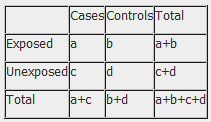 Cases Controls Total
Exposed a b a+b
Unexposed c d c+d
Total a+c b+d a+b+c+d